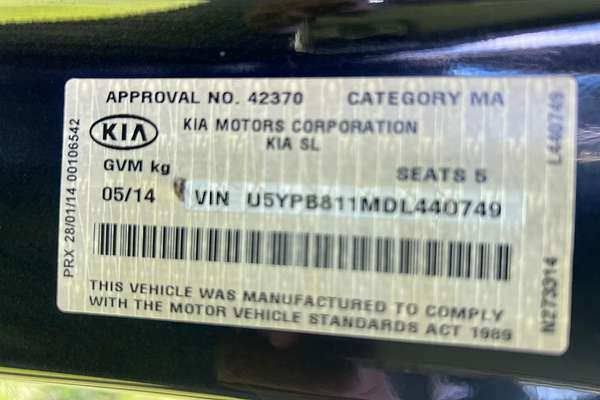 APPROVAL NO. 42370 CATEGORY MA
KIA KIA MOTORS CORPORATION
KIA SL
GVM kg SEATS 5
05/14 VIN U5YPB811MDL440749
THIS VEHICLE WAS MANUFACTURED TO COMPLY
WITH THE MOTOR VEHICLE STANDARDS ACT 1989
PRX 28/01/14 00106542
L440749
N273314